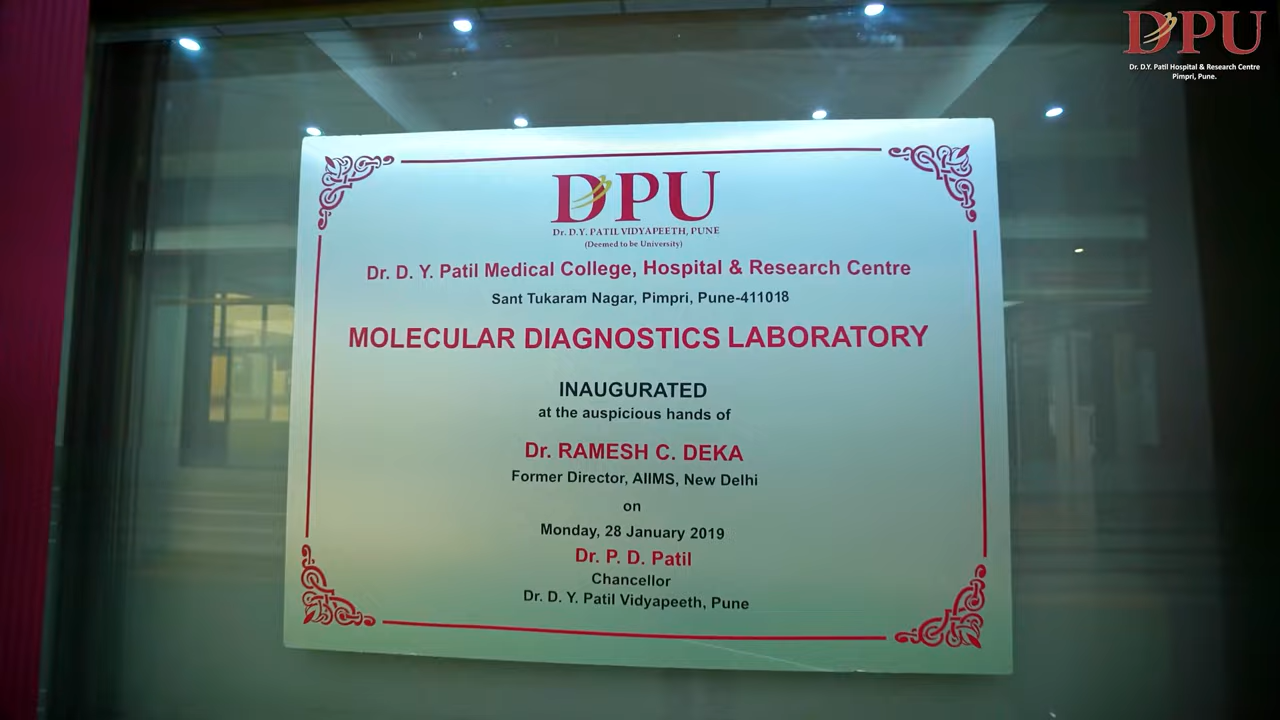 DPU
Dr. D.Y. Patil Hospital & Research Centre
Pimpri, Pune.
DPU
Dr. D.Y. PATIL VIDYAPEETH, PUNE
(Deemed to be University)
Dr. D. Y. Patil Medical College, Hospital & Research Centre
Sant Tukaram Nagar, Pimpri, Pune-411018
MOLECULAR DIAGNOSTICS LABORATORY
INAUGURATED
at the auspicious hands of
Dr. RAMESH C. DEKA
Former Director, AIIMS, New Delhi
on
Monday, 28 January 2019
Dr. P. D. Patil
Chancellor
Dr. D. Y. Patil Vidyapeeth, Pune